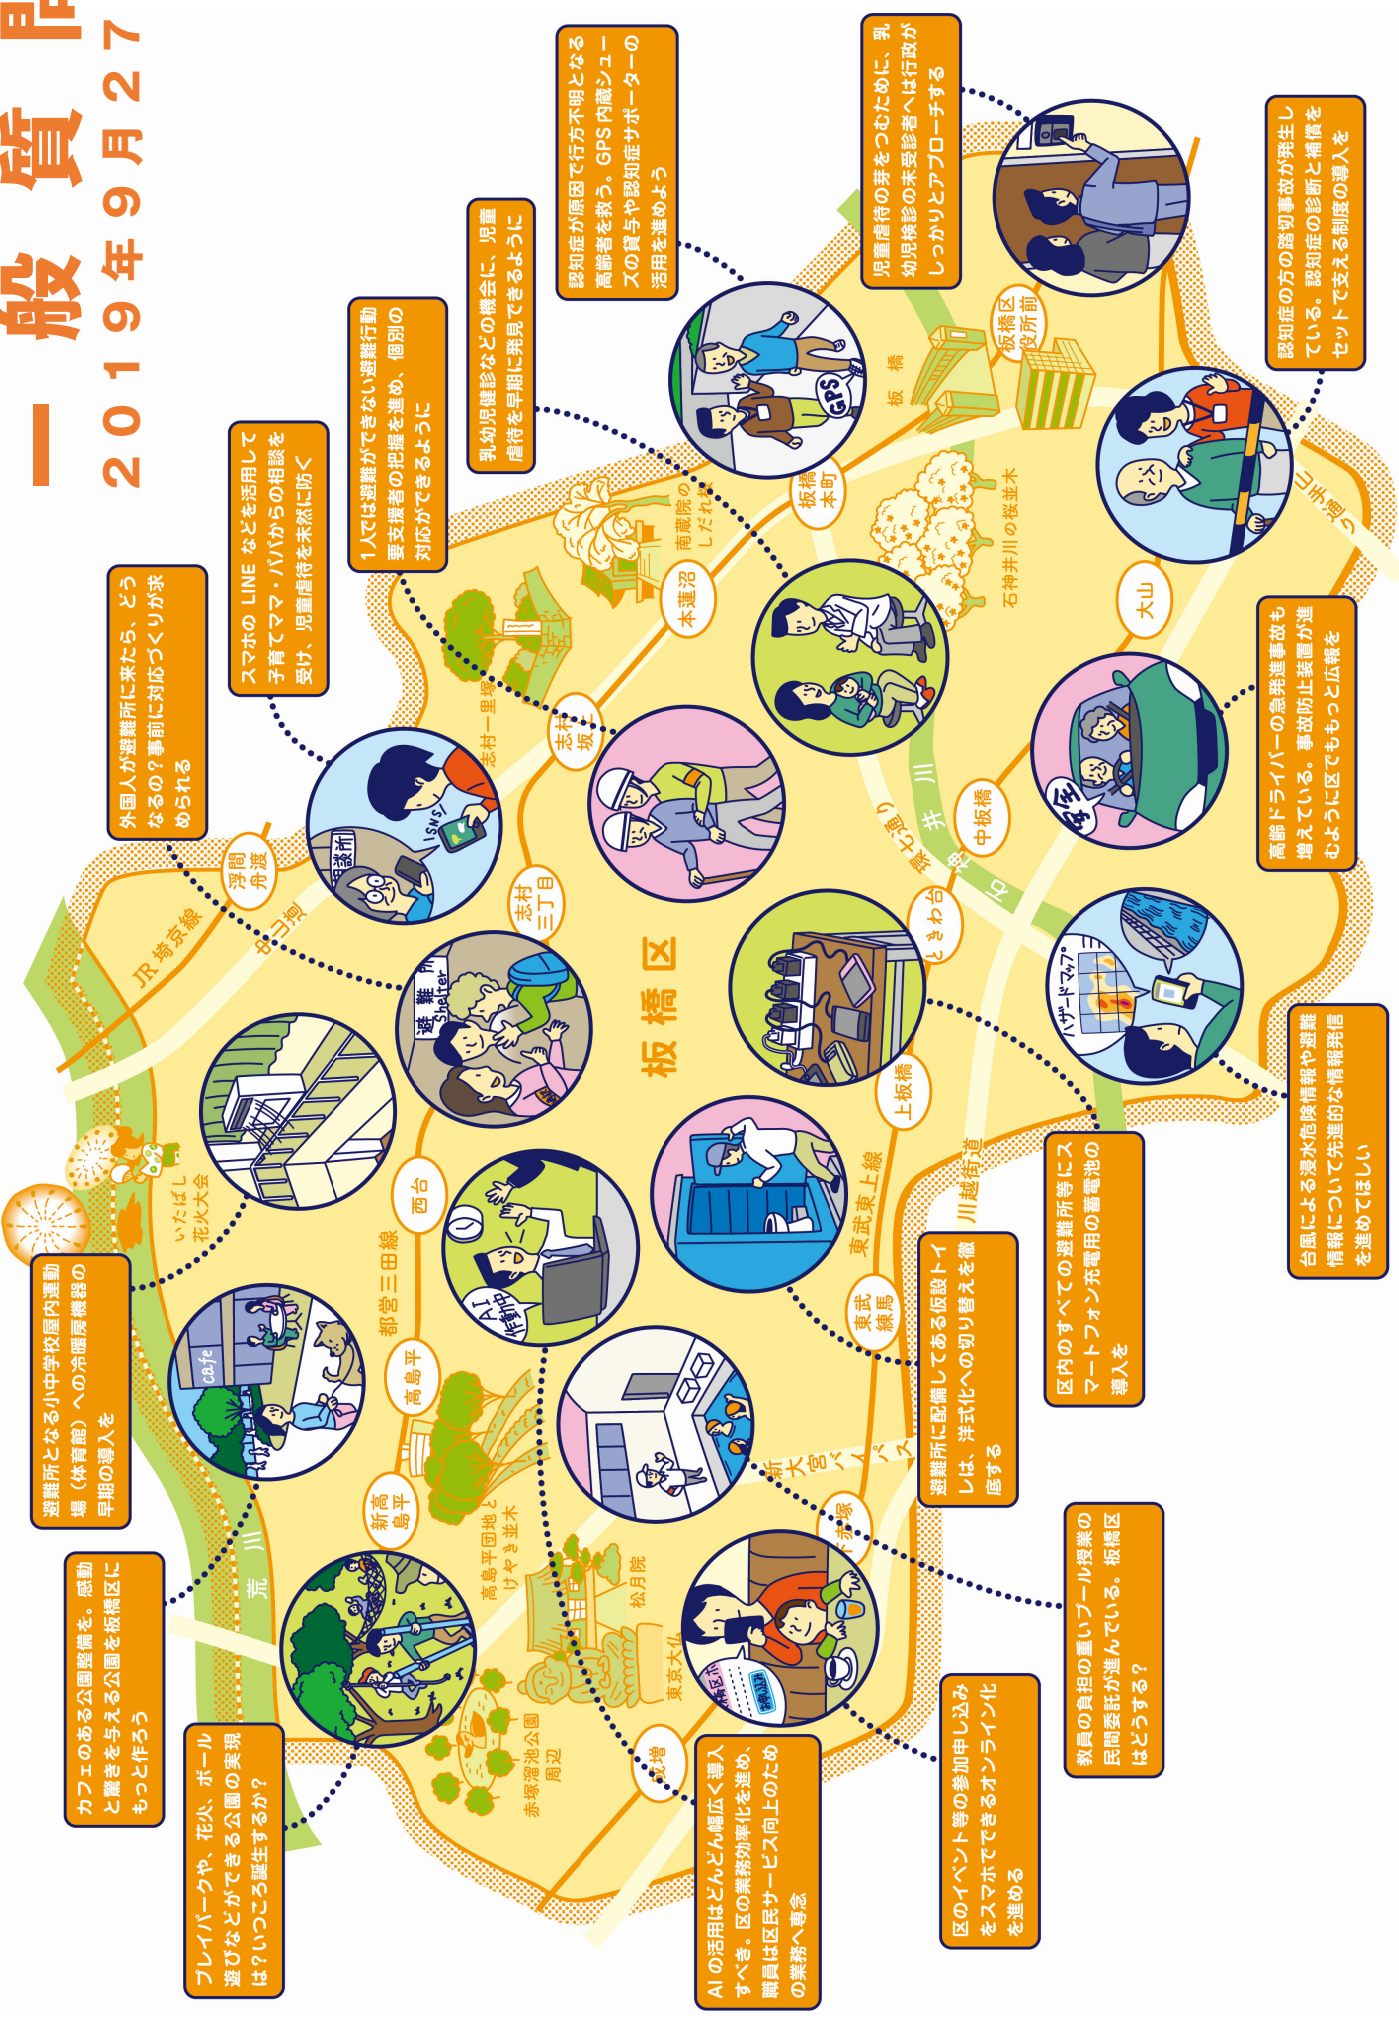 一般質問
2019年9月27
プレイパークや、花火、ボール
遊びなどができる公園の実現
は？いつころ誕生するか？
カフェのある公園整備を。感動
と驚きを与える公園を板橋区に
もっと作ろう
避難所となる小中学校屋内運動
場（体育館）への冷暖房機器の
早期の導入を
外国人が避難所に来たら、どう
なるの？事前に対応づくりが求
められる
スマホの LINE などを活用して
子育てママ・パパからの相談を
受け、児童虐待を未然に防ぐ
1人では避難ができない避難行動
要支援者の把握を進め、個別の
対応ができるように
乳幼児健診などの機会に、児童
虐待を早期に発見できるように
認知症が原因で行方不明となる
高齢者を救う。GPS 内蔵シュー
ズの貸与や認知症サポーターの
活用を進めよう
児童虐待の芽をつむために、乳
幼児検診の未受診者へは行政が
しっかりとアプローチする
認知症の方の踏切事故が発生し
ている。認知症の診断と補償を
セットで支える制度の導入を
高齢ドライバーの急発進事故も
増えている。事故防止装置が進
むように区でももっと広報を
台風による浸水危険情報や避難
情報について先進的な情報発信
を進めてほしい
区内のすべての避難所等にス
マートフォン充電用の蓄電池の
導入を
避難所に配備してある仮設トイ
レは、洋式化への切り替えを徹
底する
教員の負担の重いプール授業の
民間委託が進んでいる。板橋区
はどうする？
区のイベント等の参加申し込み
をスマホでできるオンライン化
を進める
AI の活用はどんどん幅広く導入
すべき。区の業務効率化を進め、
職員は区民サービス向上のため
の業務へ専念
板橋区
荒川
いたばし
花火大会
JR 埼京線
中山道
浮間
舟渡
cafe
避難所
Shelter
相談所
SNS!
志村一里塚
志村
坂上
志村
三丁目
西台
都営三田線
高島平
新高
島平
高島平団地と
けやき並木
松月院
東京大仏
赤塚溜池公園
周辺
成増
AI
作動中
新大宮バイパス
下赤塚
東武
練馬
東武東上線
上板橋
川越街道
ときわ台
中板橋
環七通り
石神井川
大山
山手通り
石神井川の桜並木
本蓮沼
南蔵院の
しだれ桜
板橋
本町
GPS
板橋
板橋区
役所前
安全
ハザードマップ